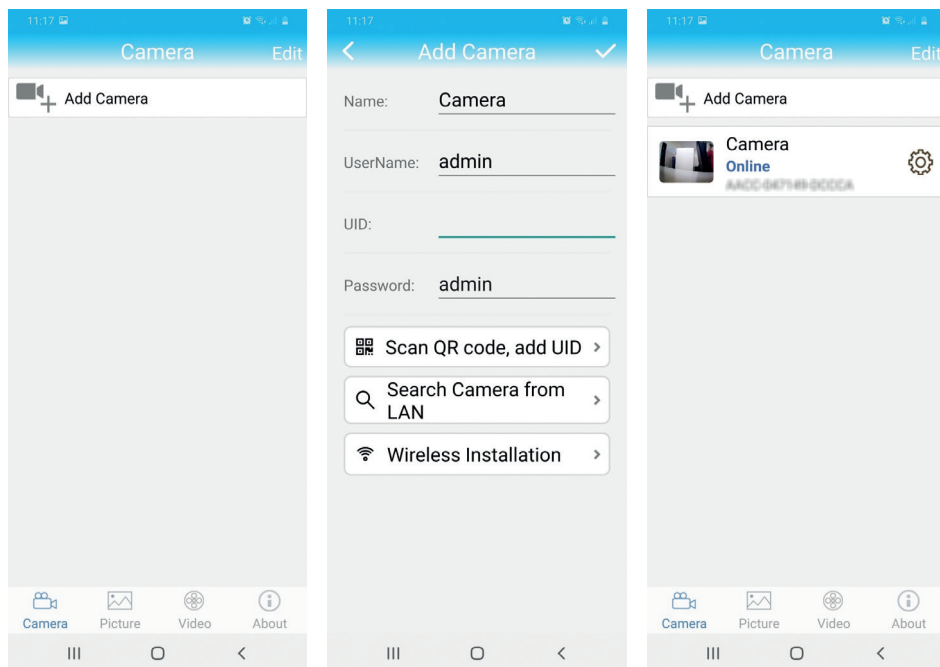 11:17
Camera
Edit
Add Camera
Camera
Picture
Video
About
11:17
Add Camera
Name:
Camera
UserName:
admin
UID:
Password:
admin
Scan QR code, add UID
Search Camera from
LAN
Wireless Installation
11:17
Camera
Edit
Add Camera
Camera
Online
Camera
Picture
Video
About